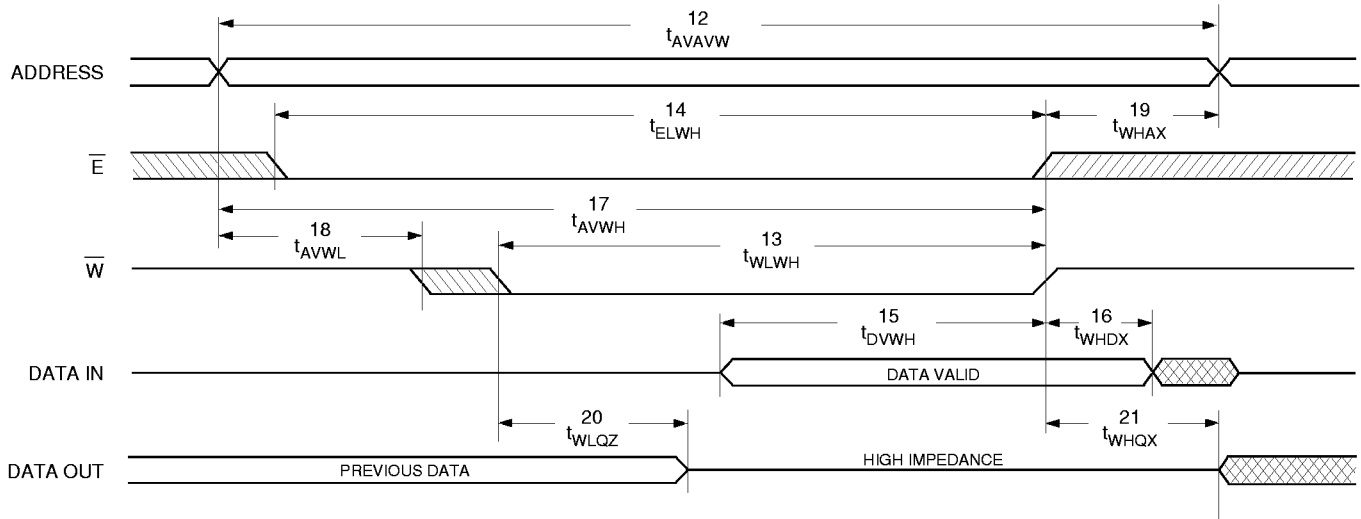 12
tAVAVW
ADDRESS
14
tELWH
19
tWHAX
E
17
tAVWH
18
tAVWL
13
tWLWH
W
15
tDVWH
16
tWHDX
DATA IN
DATA VALID
20
tWLQZ
21
tWHQX
DATA OUT
PREVIOUS DATA
HIGH IMPEDANCE